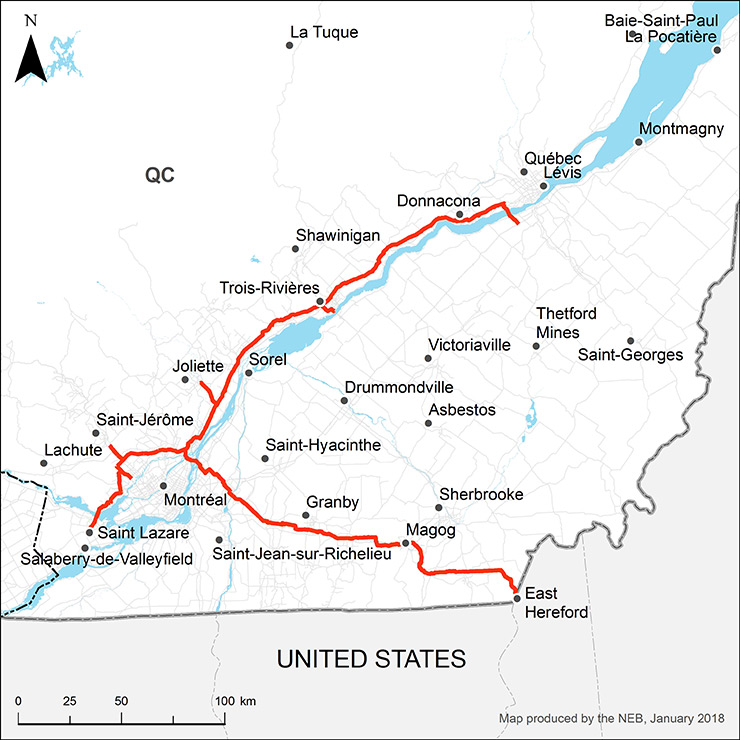 N
La Tuque
Baie-Saint-Paul
La Pocatière
Montmagny
QC
Québec
Lévis
Donnacona
Shawinigan
Trois-Rivières
Thetford
Mines
Victoriaville
Saint-Georges
Joliette
Sorel
Drummondville
Asbestos
Saint-Jérôme
Lachute
Saint-Hyacinthe
Montréal
Granby
Sherbrooke
Magog
Saint Lazare
Salaberry-de-Valleyfield
Saint-Jean-sur-Richelieu
East
Hereford
UNITED STATES
0 25 50 100 km
Map produced by the NEB, January 2018